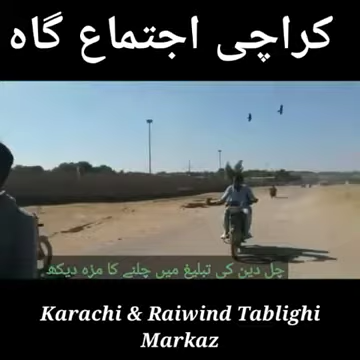 کراچی اجتماع گاہ
چل دین کی تبلیغ میں چلنے کا مزہ دیکھ
Karachi & Raiwind Tablighi
Markaz